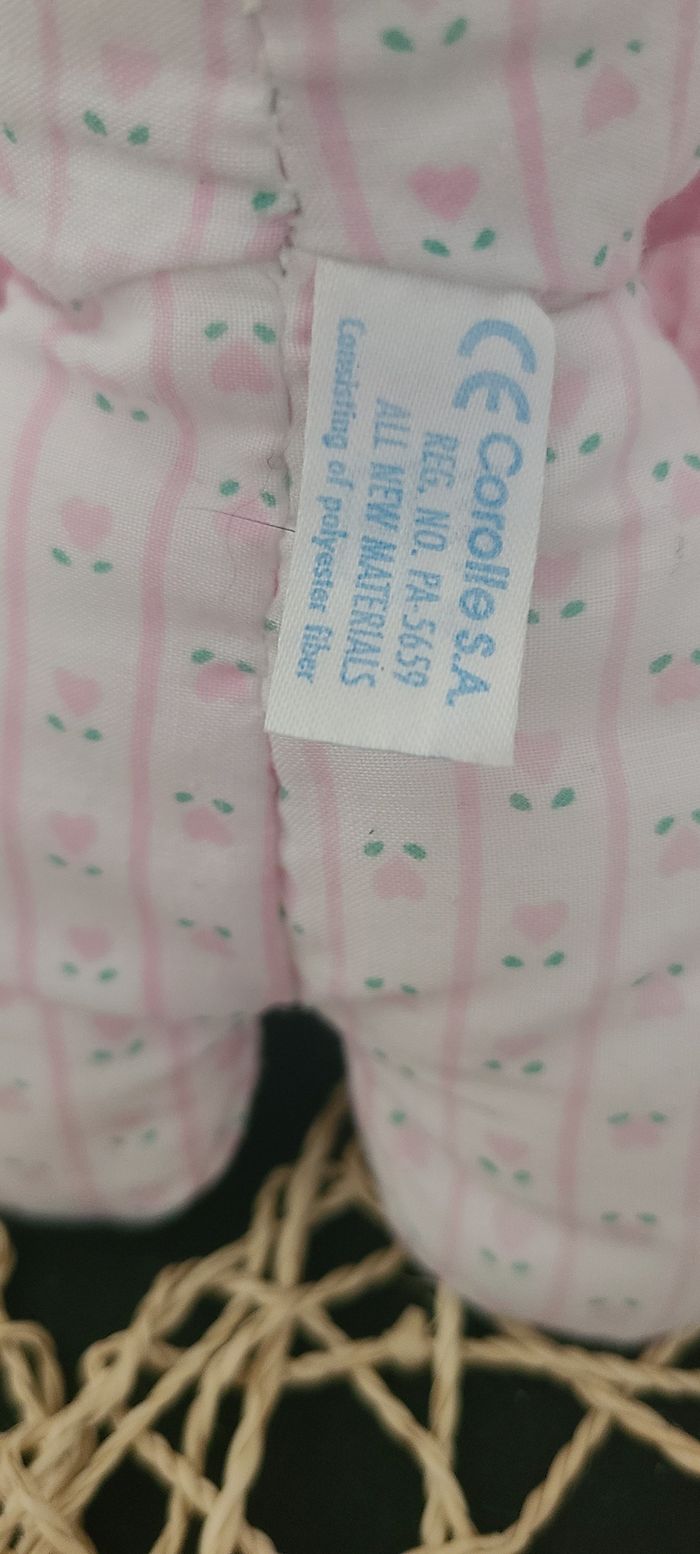 CE Corolle S.A.
REG. NO. PA-5659
ALL NEW MATERIALS
Consisting of polyester fiber